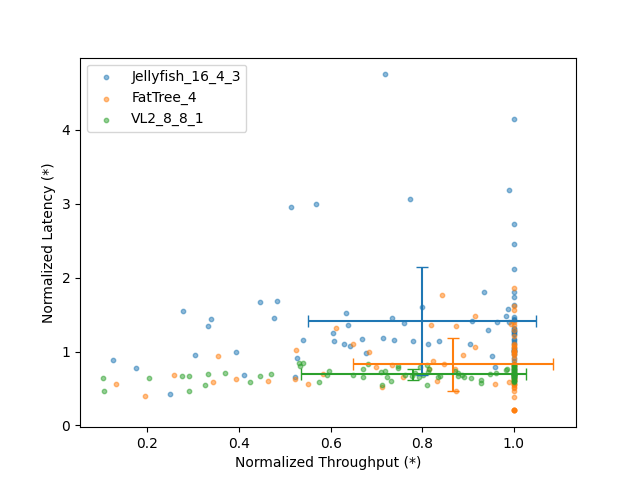 Jellyfish_16_4_3
FatTree_4
VL2_8_8_1
Normalized Latency (*)
4
3
2
1
0
0.2 0.4 0.6 0.8 1.0
Normalized Throughput (*)